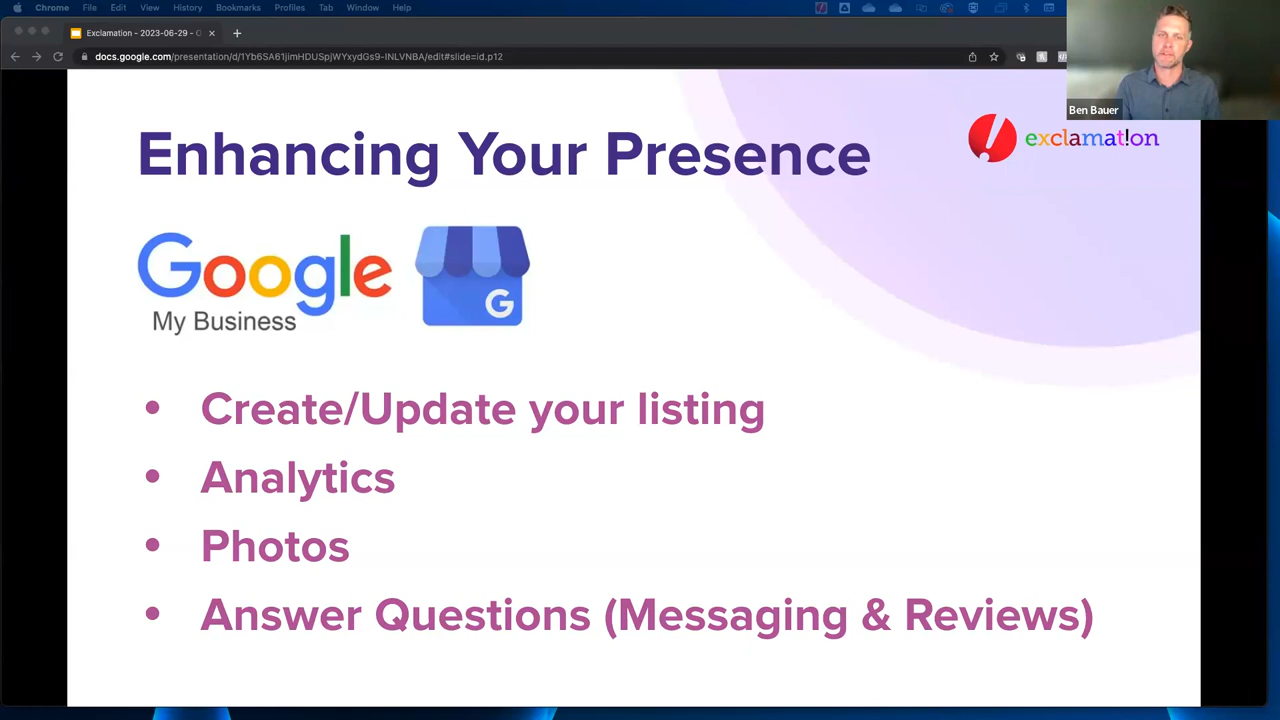 Chrome File Edit View History Bookmarks Profiles Tab Window Help
Exclamation - 2023-06-29 -
docs.google.com/presentation/d/1Yb6SA61jimHDUSpjWYxydGs9-INLVNBA/edit#slide=id.p12
Ben Bauer
exclamat!on
Enhancing Your Presence
Google
My Business
G
• Create/Update your listing
• Analytics
• Photos
• Answer Questions (Messaging & Reviews)